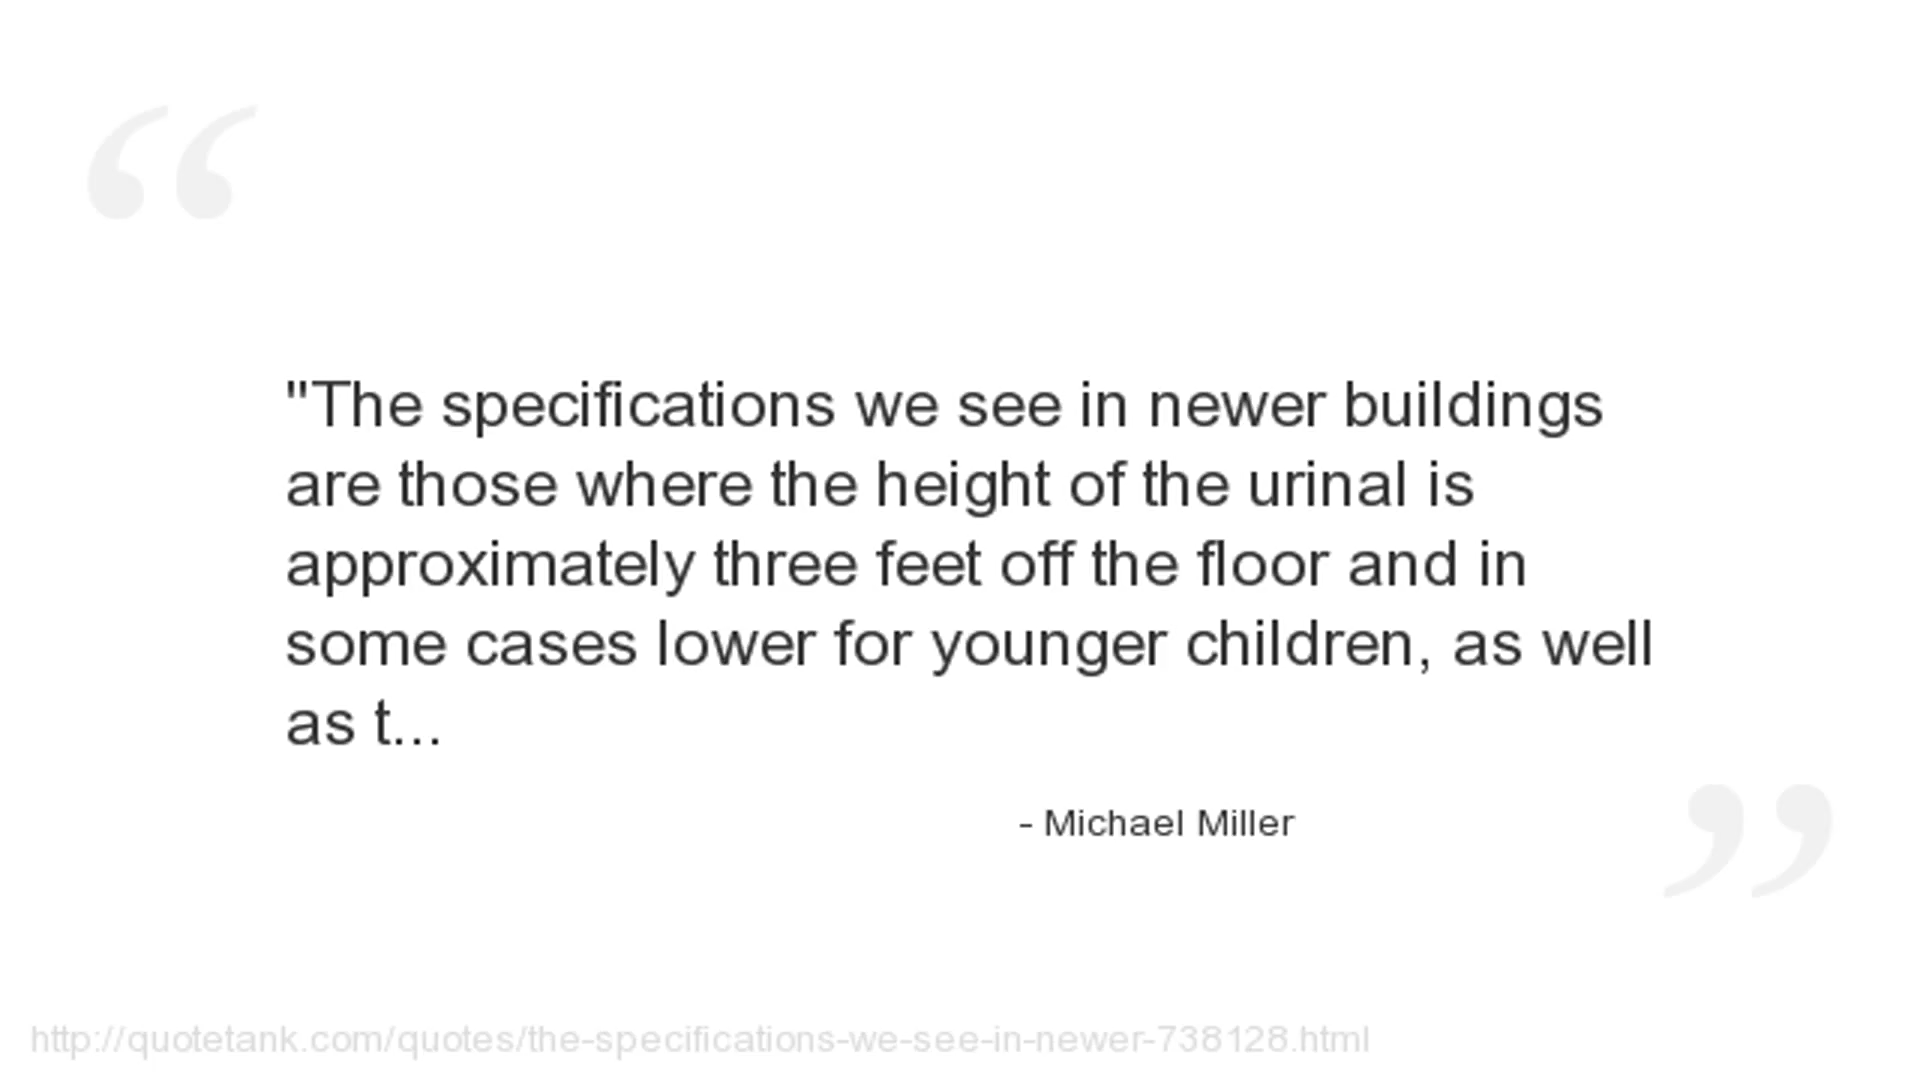 "The specifications we see in newer buildings
are those where the height of the urinal is
approximately three feet off the floor and in
some cases lower for younger children, as well
as t...
- Michael Miller
http://quotetank.com/quotes/the-specifications-we-see-in-newer-738128.html